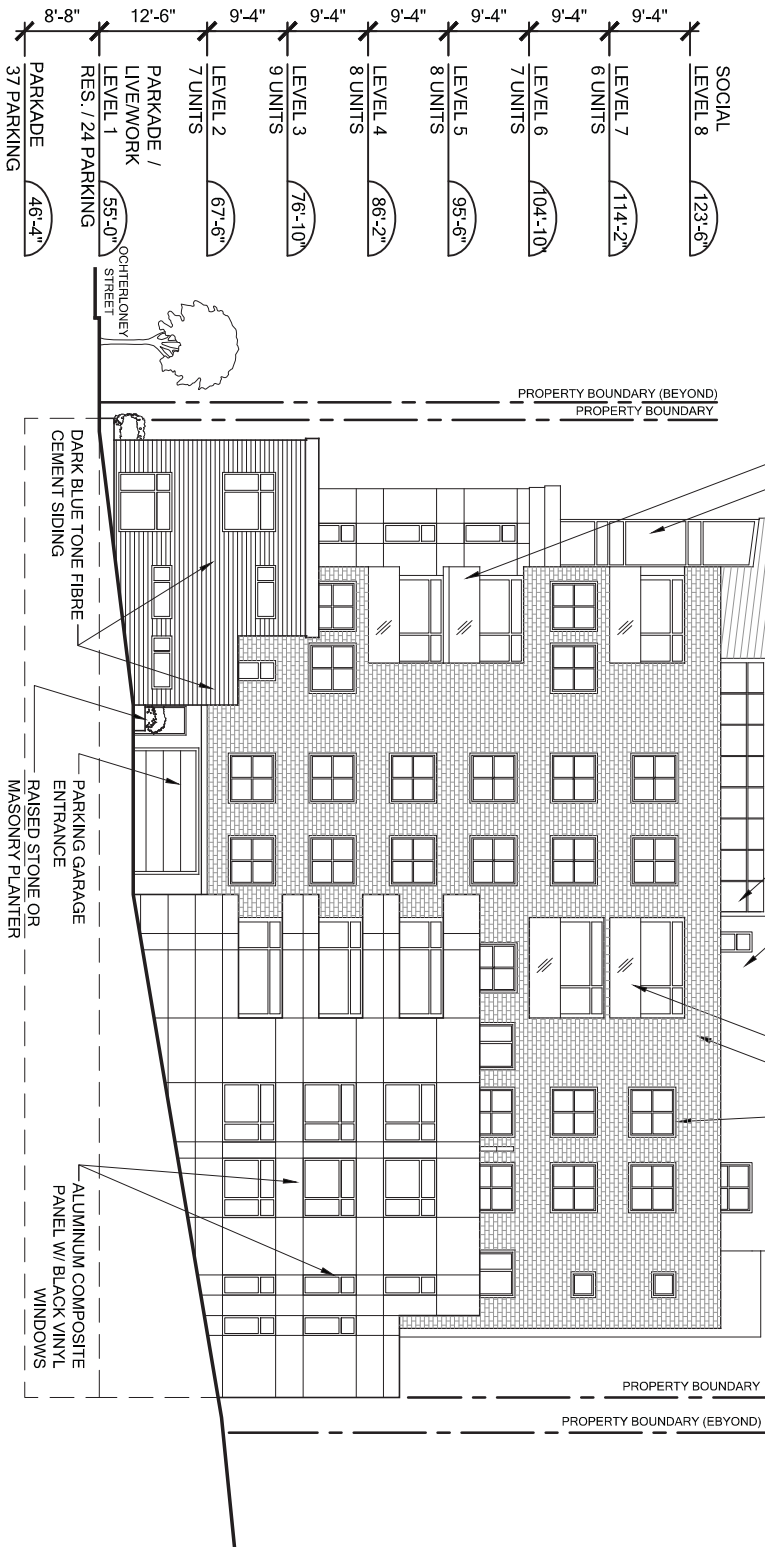 8'-8"
12'-6"
9'-4"
9'-4"
9'-4"
9'-4"
9'-4"
9'-4"
SOCIAL
LEVEL 8
123'-6"
LEVEL 7
6 UNITS
114'-2"
LEVEL 6
7 UNITS
104'-10"
LEVEL 5
8 UNITS
95'-6"
LEVEL 4
8 UNITS
86'-2"
LEVEL 3
9 UNITS
76'-10"
LEVEL 2
7 UNITS
67'-6"
PARKADE /
LIVE/WORK
LEVEL 1
RES. / 24 PARKING
55'-0"
PARKADE
37 PARKING
46'-4"
OCHTERLONEY
STREET
PROPERTY BOUNDARY (BEYOND)
PROPERTY BOUNDARY
DARK BLUE TONE FIBRE
CEMENT SIDING
PARKING GARAGE
ENTRANCE
RAISED STONE OR
MASONRY PLANTER
ALUMINUM COMPOSITE
PANEL W/ BLACK VINYL
WINDOWS
PROPERTY BOUNDARY
PROPERTY BOUNDARY (EBYOND)